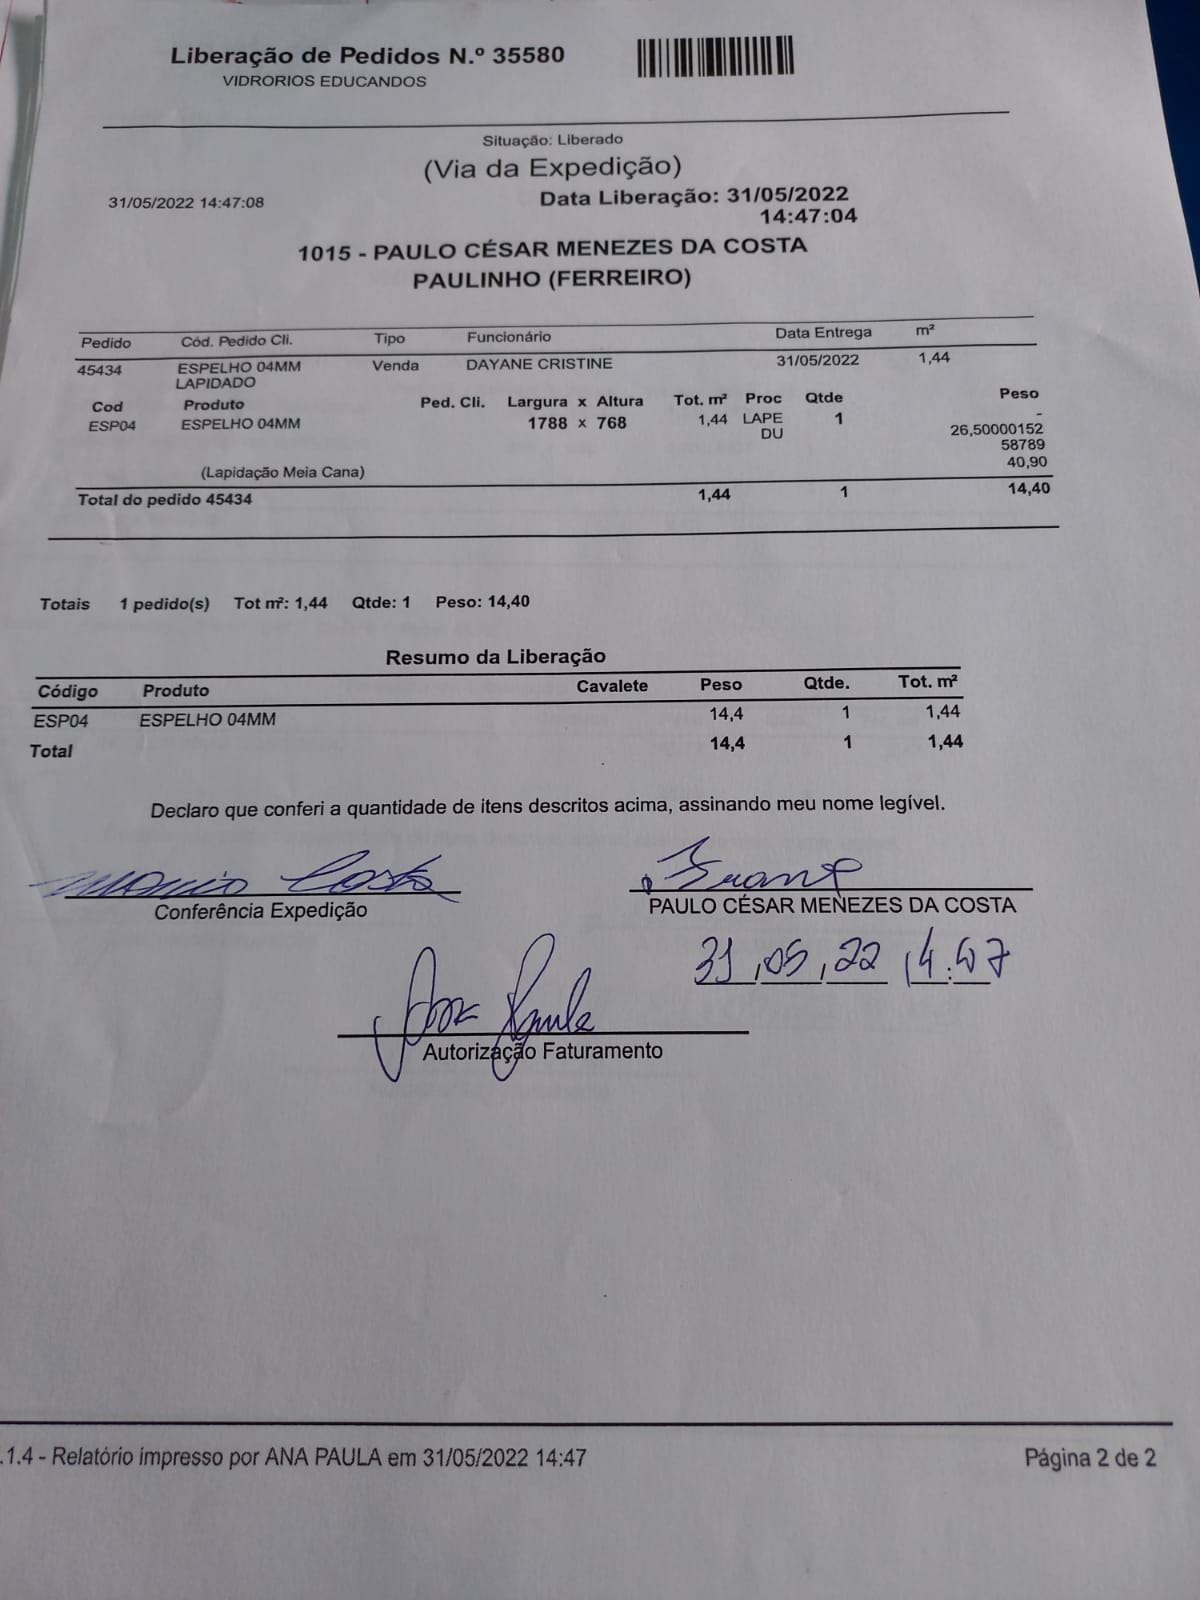 Liberação de Pedidos N.º 35580
VIDRORIOS EDUCANDOS
Situação: Liberado
(Via da Expedição)
31/05/2022 14:47:08
Data Liberação: 31/05/2022
14:47:04
1015 - PAULO CÉSAR MENEZES DA COSTA
PAULINHO (FERREIRO)
Pedido Cód. Pedido Cli. Tipo Funcionário Data Entrega m²
45434 ESPELHO 04MM Venda DAYANE CRISTINE 31/05/2022 1,44
LAPIDADO
Cod Produto Ped. Cli. Largura x Altura Tot. m² Proc Qtde Peso
ESP04 ESPELHO 04MM 1788 x 768 1,44 LAPE 1 -
DU 26,50000152
58789
(Lapidação Meia Cana) 40,90
Total do pedido 45434 1,44 1 14,40
Totais 1 pedido(s) Tot m²: 1,44 Qtde: 1 Peso: 14,40
Resumo da Liberação
Código Produto Cavalete Peso Qtde. Tot. m²
ESP04 ESPELHO 04MM 14,4 1 1,44
Total 14,4 1 1,44
Declaro que conferi a quantidade de itens descritos acima, assinando meu nome legível.
Costa
Conferência Expedição PAULO CÉSAR MENEZES DA COSTA
31,05,22 14:47
Ana Paula
Autorização Faturamento
.1.4 - Relatório impresso por ANA PAULA em 31/05/2022 14:47 Página 2 de 2